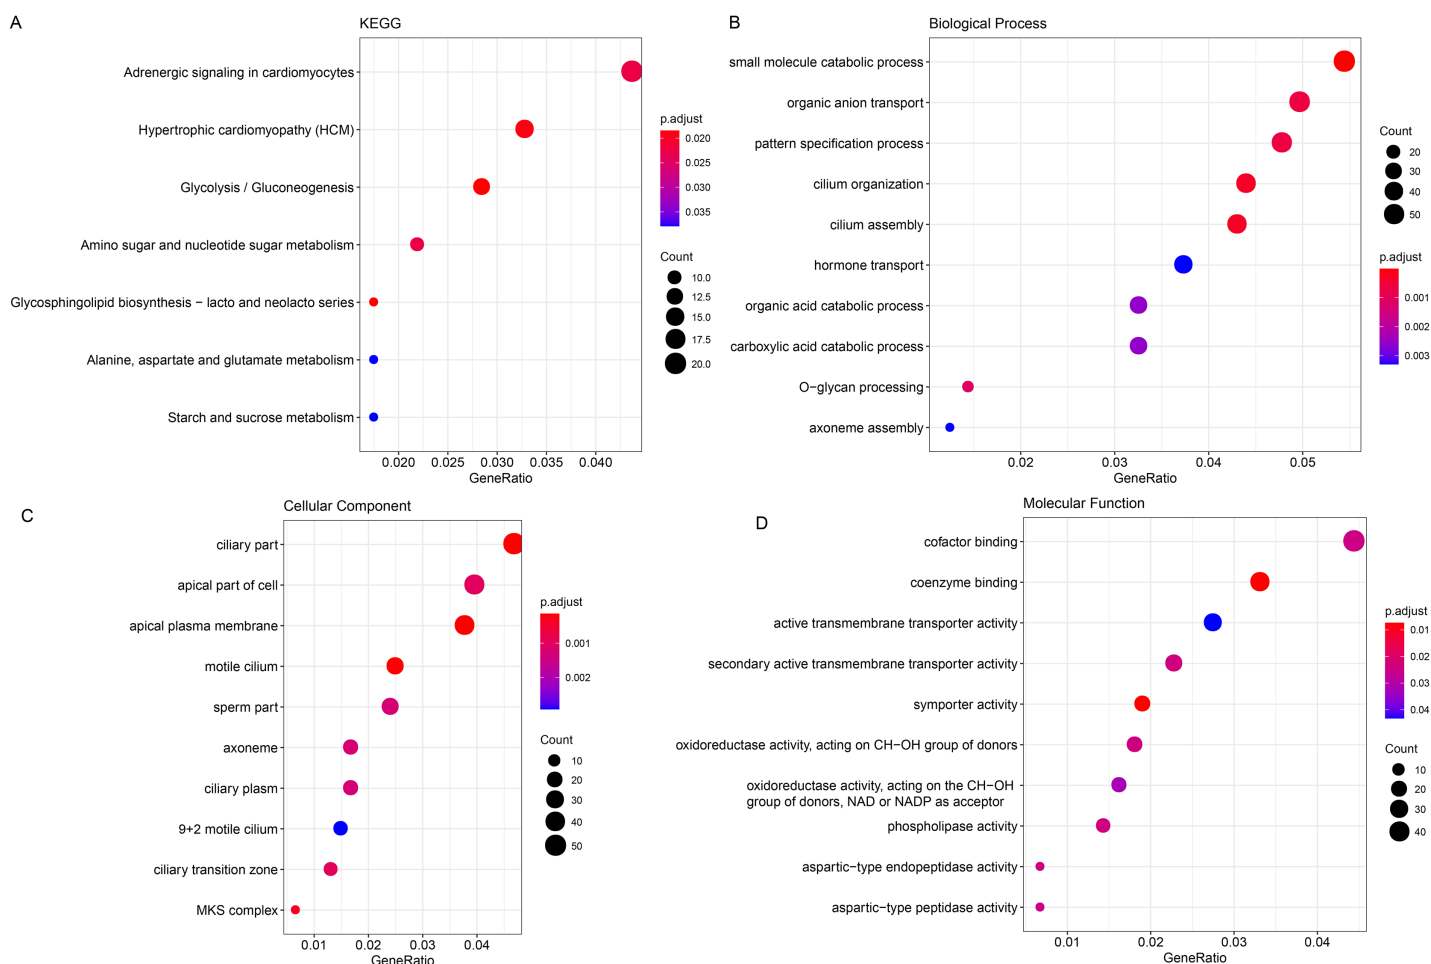 A
KEGG
Adrenergic signaling in cardiomyocytes
Hypertrophic cardiomyopathy (HCM)
Glycolysis / Gluconeogenesis
Amino sugar and nucleotide sugar metabolism
Glycosphingolipid biosynthesis − lacto and neolacto series
Alanine, aspartate and glutamate metabolism
Starch and sucrose metabolism
0.020 0.025 0.030 0.035 0.040
GeneRatio
p.adjust
0.020
0.025
0.030
0.035
Count
10.0
12.5
15.0
17.5
20.0
B
Biological Process
small molecule catabolic process
organic anion transport
pattern specification process
cilium organization
cilium assembly
hormone transport
organic acid catabolic process
carboxylic acid catabolic process
O−glycan processing
axoneme assembly
0.02 0.03 0.04 0.05
GeneRatio
Count
20
30
40
50
p.adjust
0.001
0.002
0.003
C
Cellular Component
ciliary part
apical part of cell
apical plasma membrane
motile cilium
sperm part
axoneme
ciliary plasm
9+2 motile cilium
ciliary transition zone
MKS complex
0.01 0.02 0.03 0.04
GeneRatio
p.adjust
0.001
0.002
Count
10
20
30
40
50
D
Molecular Function
cofactor binding
coenzyme binding
active transmembrane transporter activity
secondary active transmembrane transporter activity
symporter activity
oxidoreductase activity, acting on CH−OH group of donors
oxidoreductase activity, acting on the CH−OH
group of donors, NAD or NADP as acceptor
phospholipase activity
aspartic−type endopeptidase activity
aspartic−type peptidase activity
0.01 0.02 0.03 0.04
GeneRatio
p.adjust
0.01
0.02
0.03
0.04
Count
10
20
30
40